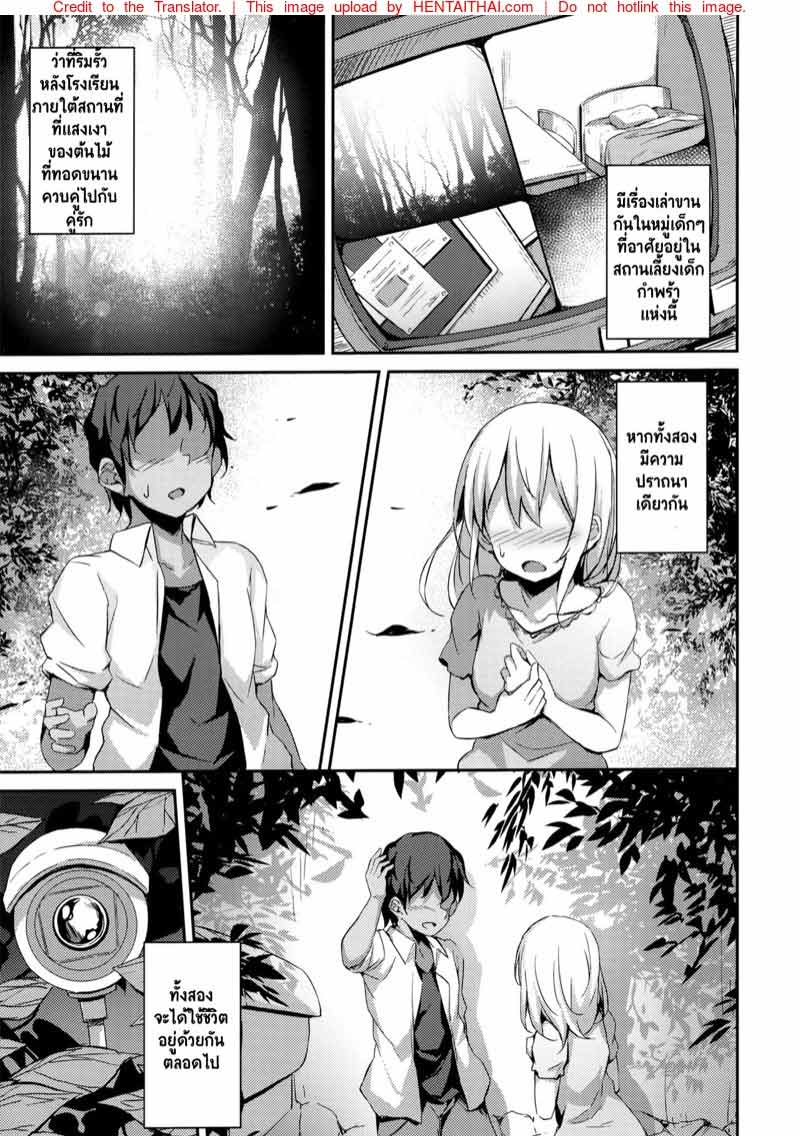 Credit to the Translator. | This image upload by HENTAITHAI.com | Do not hotlink this image.
มีเรื่องเล่าขาน
กันในหมู่เด็กๆ
ที่อาศัยอยู่ใน
สถานเลี้ยงเด็ก
กำพร้า
แห่งนี้
ว่าที่ริมรั้ว
หลังโรงเรียน
ภายใต้สถานที่
ที่แสงเงา
ของต้นไม้
ที่ทอดขนาน
ควบคู่ไปกับ
คู่รัก
หากทั้งสอง
มีความ
ปราถนา
เดียวกัน
ทั้งสอง
จะได้ใช้ชีวิต
อยู่ด้วยกัน
ตลอดไป